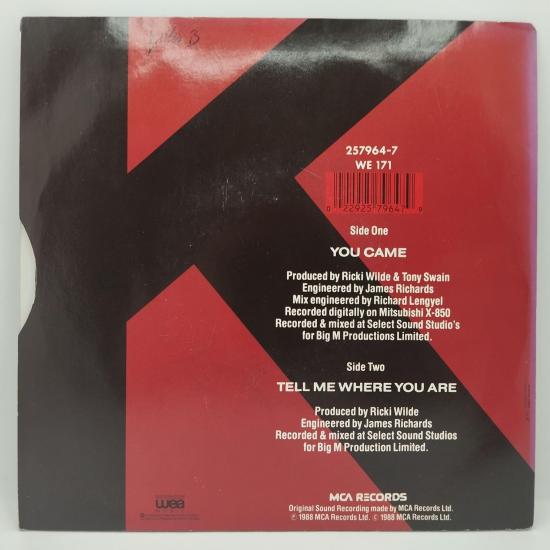 257964-7
WE 171
0 22925 79647 9
Side One
YOU CAME
Produced by Ricki Wilde & Tony Swain
Engineered by James Richards
Mix engineered by Richard Lengyel
Recorded digitally on Mitsubishi X-850
Recorded & mixed at Select Sound Studio's
for Big M Productions Limited.
Side Two
TELL ME WHERE YOU ARE
Produced by Ricki Wilde
Engineered by James Richards
Recorded & mixed at Select Sound Studios
for Big M Production Limited.
wea
MCA RECORDS
Original Sound Recording made by MCA Records Ltd.
℗ 1988 MCA Records Ltd. © 1988 MCA Records Ltd.